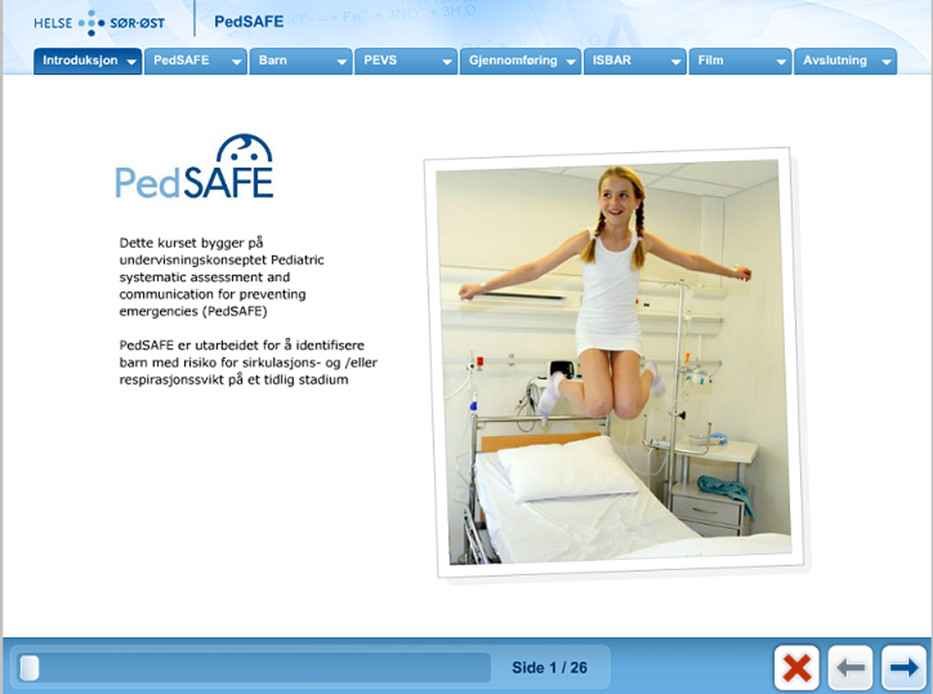 HELSE SØR-ØST PedSAFE
Introduksjon PedSAFE Barn PEVS Gjennomføring ISBAR Film Avslutning
PedSAFE
Dette kurset bygger på
undervisningskonseptet Pediatric
systematic assessment and
communication for preventing
emergencies (PedSAFE)
PedSAFE er utarbeidet for å identifisere
barn med risiko for sirkulasjons- og /eller
respirasjonssvikt på et tidlig stadium
Side 1 / 26